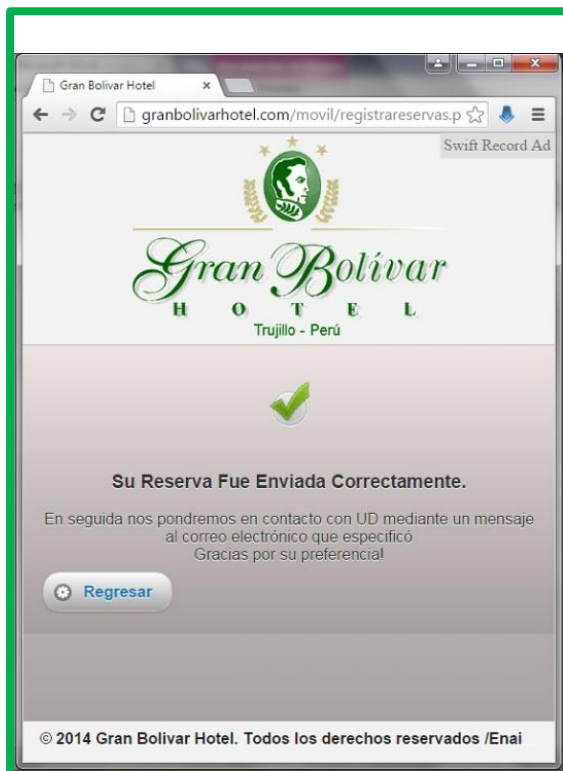 Gran Bolivar Hotel
granbolivarhotel.com/movil/registrareservas.p
Swift Record Ad
Gran Bolívar
HOTEL
Trujillo - Perú
Su Reserva Fue Enviada Correctamente.
En seguida nos pondremos en contacto con UD mediante un mensaje
al correo electrónico que especificó
Gracias por su preferencia!
Regresar
© 2014 Gran Bolivar Hotel. Todos los derechos reservados /Enai